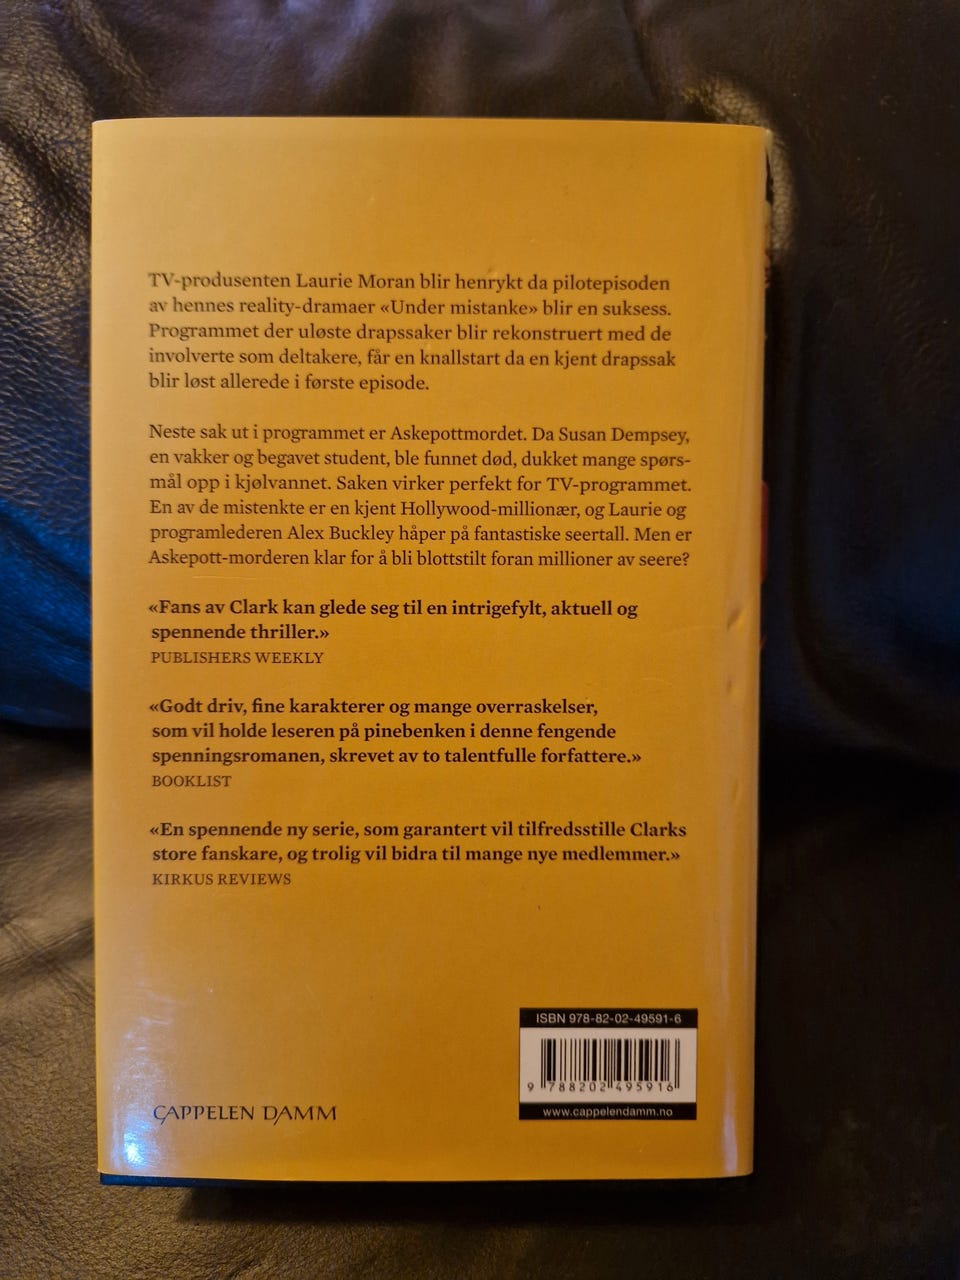 TV-produsenten Laurie Moran blir henrykt da pilotepisoden
av hennes reality-dramaer «Under mistanke» blir en suksess.
Programmet der uløste drapssaker blir rekonstruert med de
involverte som deltakere, får en knallstart da en kjent drapssak
blir løst allerede i første episode.
Neste sak ut i programmet er Askepottmordet. Da Susan Dempsey,
en vakker og begavet student, ble funnet død, dukket mange spørs-
mål opp i kjølvannet. Saken virker perfekt for TV-programmet.
En av de mistenkte er en kjent Hollywood-millionær, og Laurie og
programlederen Alex Buckley håper på fantastiske seertall. Men er
Askepott-morderen klar for å bli blottstilt foran millioner av seere?
«Fans av Clark kan glede seg til en intrigefylt, aktuell og
spennende thriller.»
PUBLISHERS WEEKLY
«Godt driv, fine karakterer og mange overraskelser,
som vil holde leseren på pinebenken i denne fengende
spenningsromanen, skrevet av to talentfulle forfattere.»
BOOKLIST
«En spennende ny serie, som garantert vil tilfredsstille Clarks
store fanskare, og trolig vil bidra til mange nye medlemmer.»
KIRKUS REVIEWS
ISBN 978-82-02-49591-6
9 788202 495916
www.cappelendamm.no
CAPPELEN DAMM